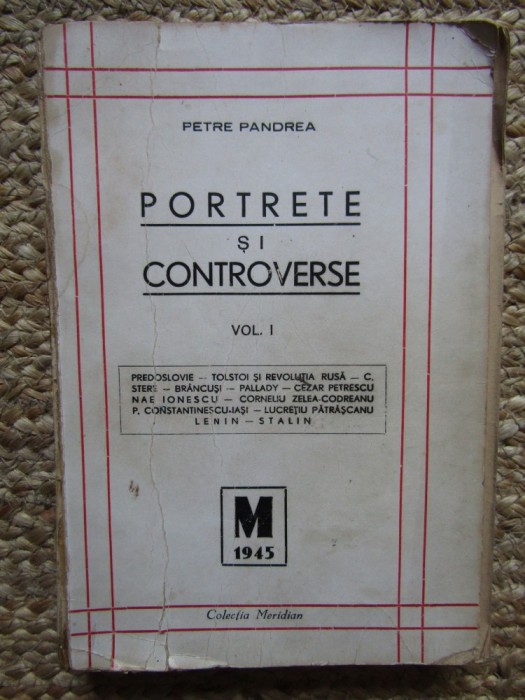 PETRE PANDREA
PORTRETE
ȘI
CONTROVERSE
VOL. I
PREDOSLOVIE — TOLSTOI ȘI REVOLUȚIA RUSĂ — C.
STERE — BRÂNCUȘI — PALLADY — CEZAR PETRESCU
NAE IONESCU — CORNELIU ZELEA-CODREANU
P. CONSTANTINESCU-IAȘI — LUCREȚIU PĂTRĂȘCANU
LENIN — STALIN
M
1945
Colecția Meridian